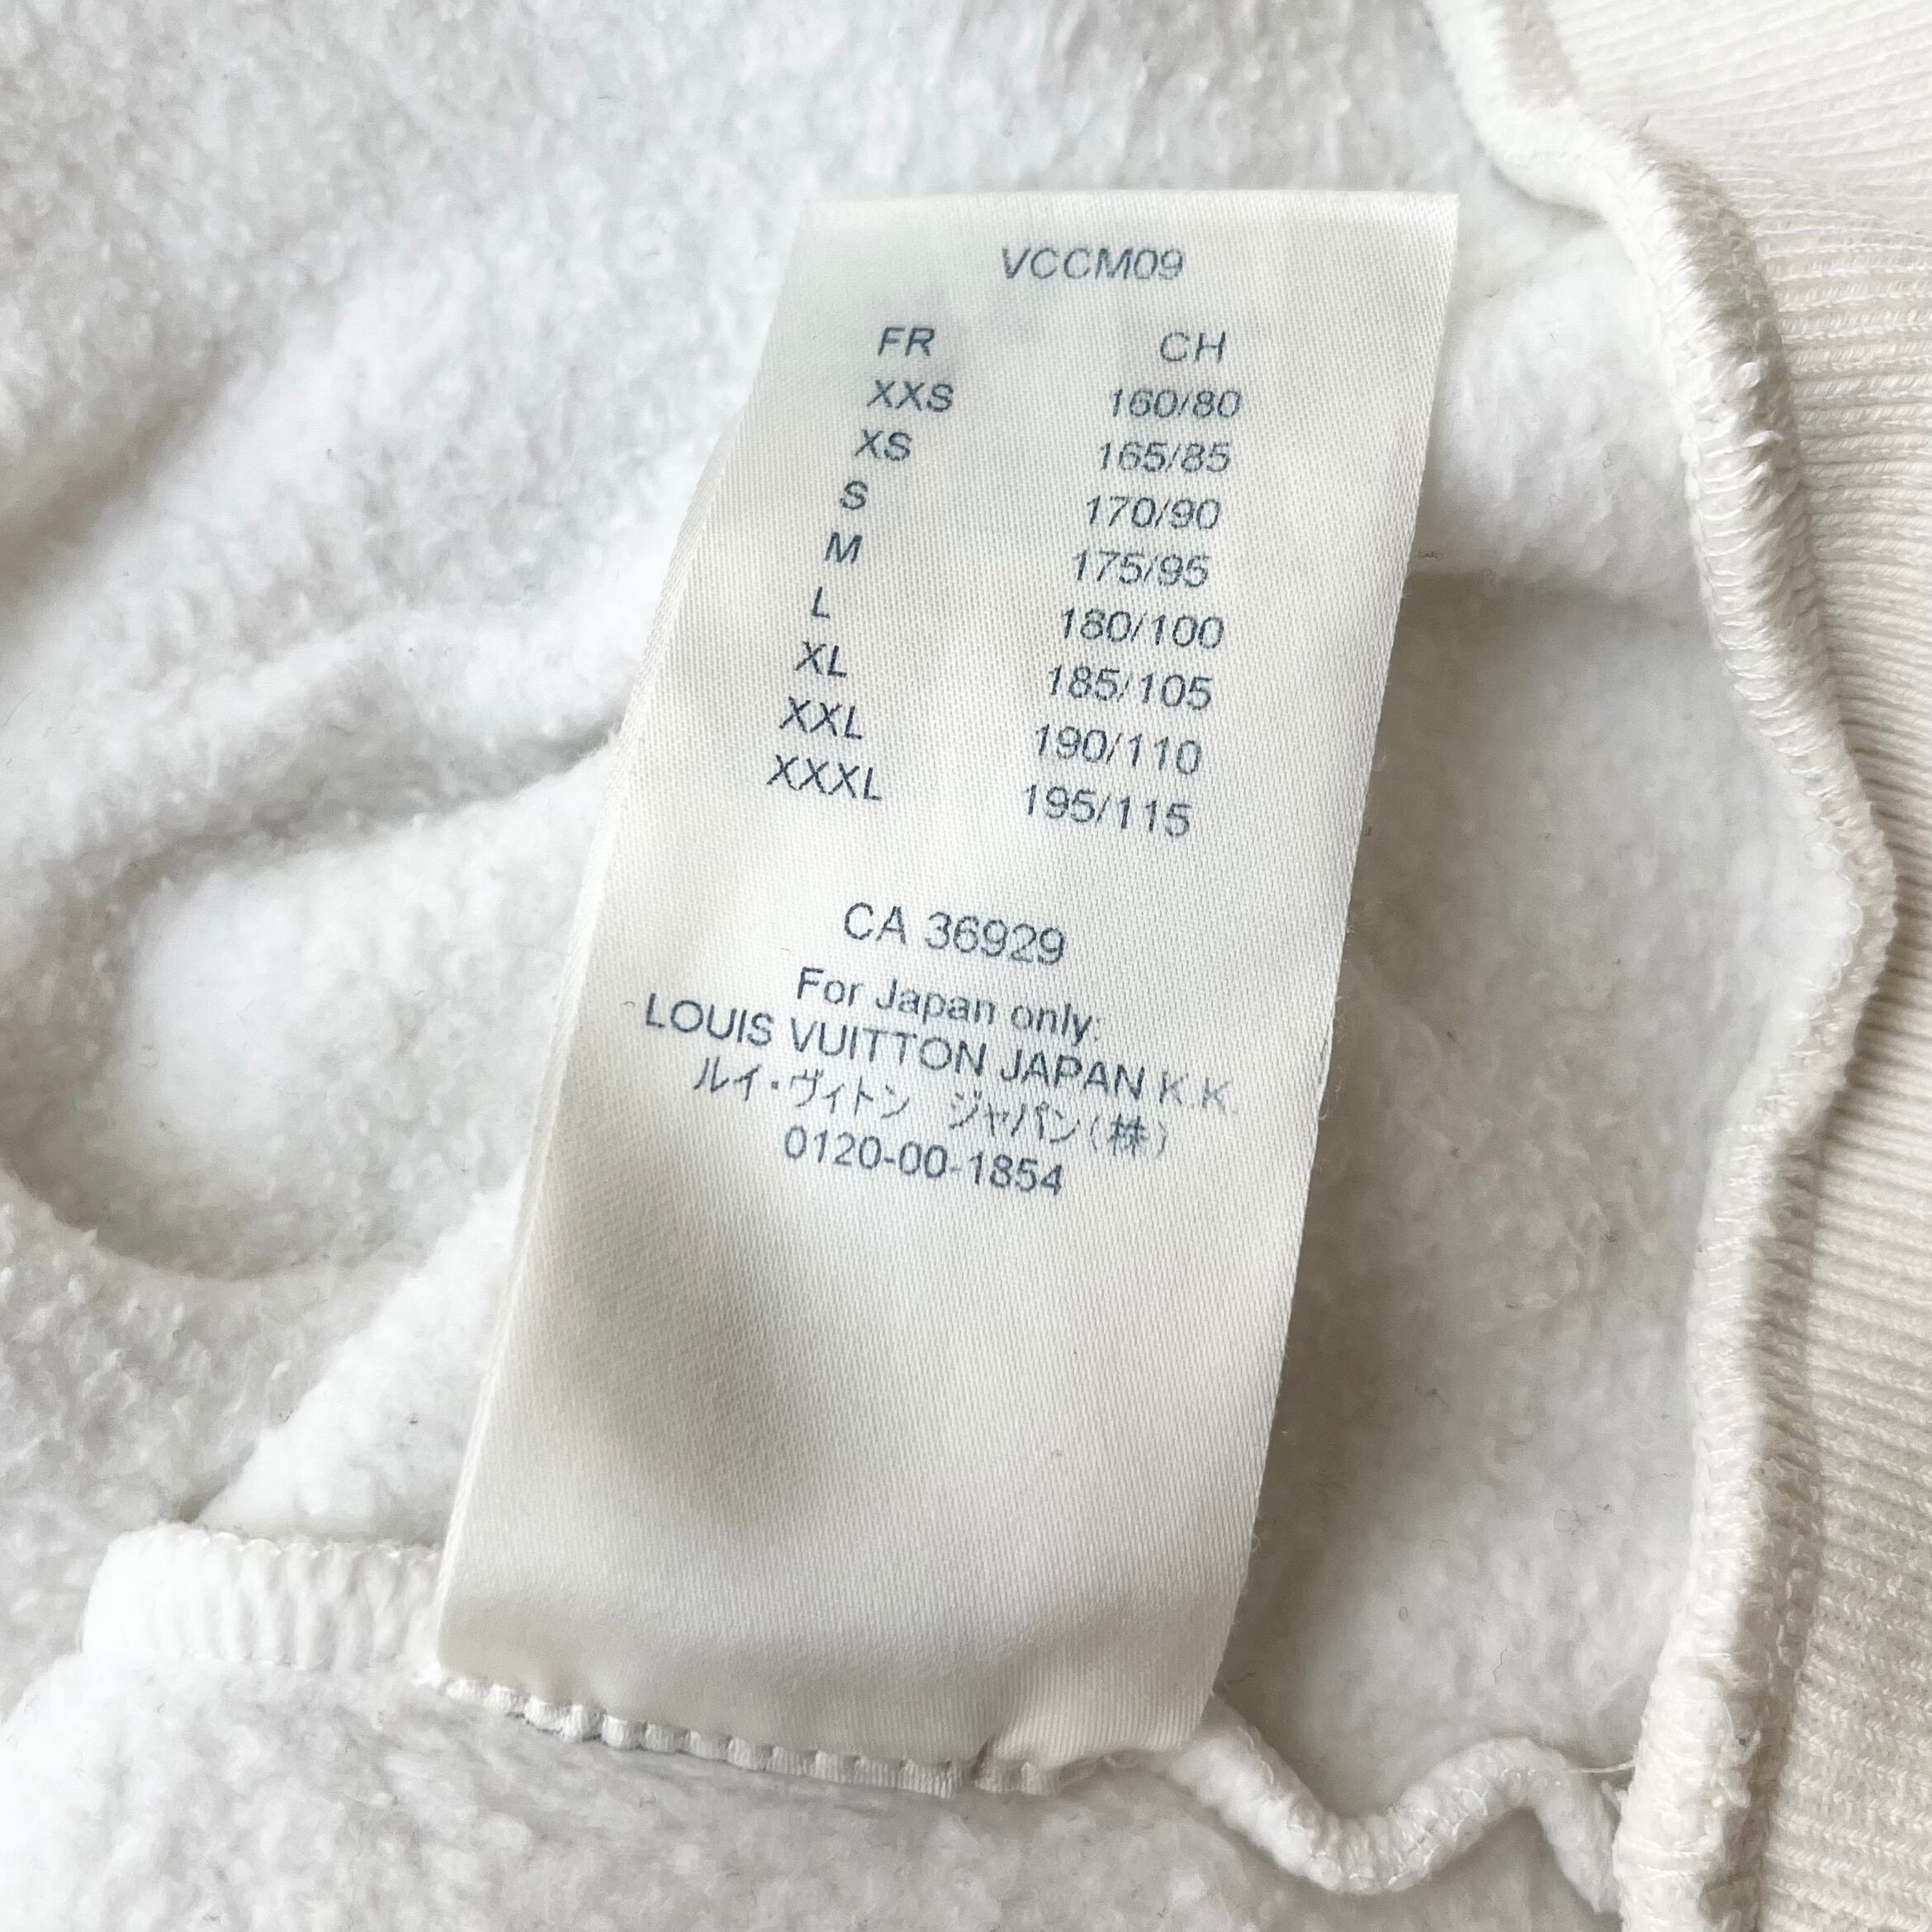 VCCM09
FR CH
XXS 160/80
XS 165/85
S 170/90
M 175/95
L 180/100
XL 185/105
XXL 190/110
XXXL 195/115
CA 36929
For Japan only:
LOUIS VUITTON JAPAN K.K.
ルイ・ヴィトン ジャパン(株)
0120-00-1854